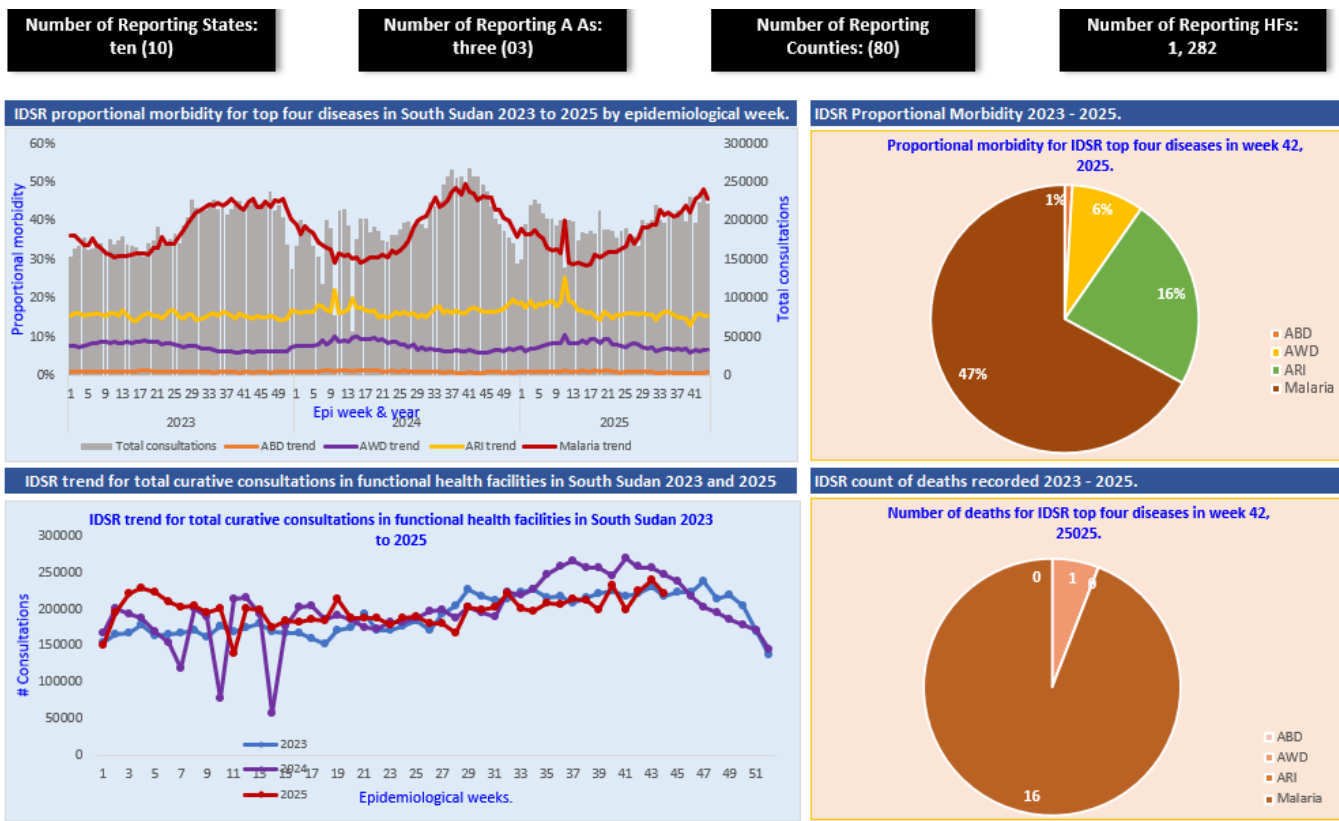 Number of Reporting States:
ten (10)
Number of Reporting A As:
three (03)
Number of Reporting
Counties: (80)
Number of Reporting HFs:
1, 282
IDSR proportional morbidity for top four diseases in South Sudan 2023 to 2025 by epidemiological week.
60%
50%
40%
30%
20%
10%
0%
Proportional morbidity
300000
250000
200000
150000
100000
50000
0
Total consultations
1 5 9 13 17 21 25 29 33 37 41 45 49 1 5 9 13 17 21 25 29 33 37 41 45 49 1 5 9 13 17 21 25 29 33 37 41
Epi week & year
2023 2024 2025
Total consultations ABD trend AWD trend ARI trend Malaria trend
IDSR Proportional Morbidity 2023 - 2025.
Proportional morbidity for IDSR top four diseases in week 42,
2025.
1%
6%
16%
47%
ABD
AWD
ARI
Malaria
IDSR trend for total curative consultations in functional health facilities in South Sudan 2023 and 2025
IDSR trend for total curative consultations in functional health facilities in South Sudan 2023
to 2025
300000
250000
200000
150000
100000
50000
0
# Consultations
2023
2024
2025
1 3 5 7 9 11 13 15 17 19 21 23 25 27 29 31 33 35 37 39 41 43 45 47 49 51
Epidemiological weeks.
IDSR count of deaths recorded 2023 - 2025.
Number of deaths for IDSR top four diseases in week 42,
25025.
0
1
0
16
ABD
AWD
ARI
Malaria